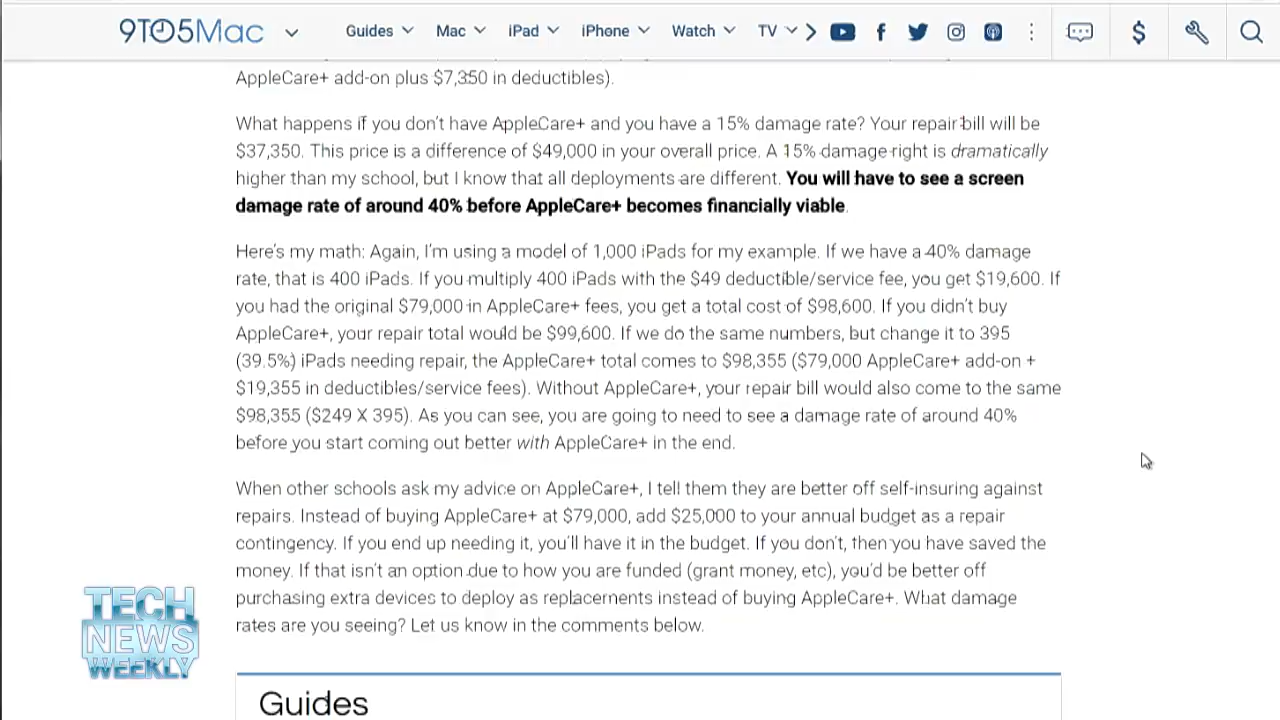 9TO5Mac
Guides Mac iPad iPhone Watch TV
AppleCare+ add-on plus $7,350 in deductibles).
What happens if you don't have AppleCare+ and you have a 15% damage rate? Your repair bill will be
$37,350. This price is a difference of $49,000 in your overall price. A 15% damage right is dramatically
higher than my school, but I know that all deployments are different. You will have to see a screen
damage rate of around 40% before AppleCare+ becomes financially viable.
Here's my math: Again, I'm using a model of 1,000 iPads for my example. If we have a 40% damage
rate, that is 400 iPads. If you multiply 400 iPads with the $49 deductible/service fee, you get $19,600. If
you had the original $79,000 in AppleCare+ fees, you get a total cost of $98,600. If you didn't buy
AppleCare+, your repair total would be $99,600. If we do the same numbers, but change it to 395
(39.5%) iPads needing repair, the AppleCare+ total comes to $98,355 ($79,000 AppleCare+ add-on +
$19,355 in deductibles/service fees). Without AppleCare+, your repair bill would also come to the same
$98,355 ($249 X 395). As you can see, you are going to need to see a damage rate of around 40%
before you start coming out better with AppleCare+ in the end.
When other schools ask my advice on AppleCare+, I tell them they are better off self-insuring against
repairs. Instead of buying AppleCare+ at $79,000, add $25,000 to your annual budget as a repair
contingency. If you end up needing it, you'll have it in the budget. If you don't, then you have saved the
money. If that isn't an option due to how you are funded (grant money, etc), you'd be better off
purchasing extra devices to deploy as replacements instead of buying AppleCare+. What damage
rates are you seeing? Let us know in the comments below.
TECH
NEWS
WEEKLY
Guides